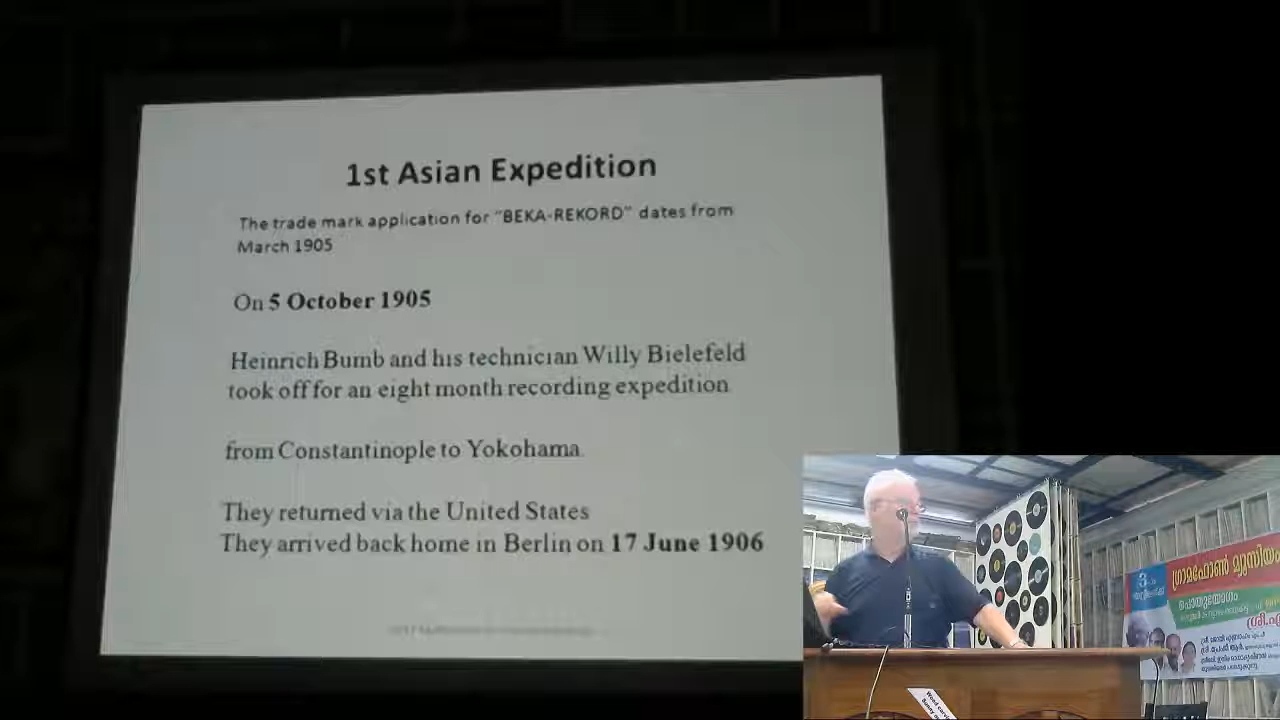 1st Asian Expedition
The trade mark application for "BEKA-REKORD" dates from
March 1905
On 5 October 1905
Heinrich Bumb and his technician Willy Bielefeld
took off for an eight month recording expedition
from Constantinople to Yokohama.
They returned via the United States
They arrived back home in Berlin on 17 June 1906
ഗ്രാമഫോൺ മ്യൂസിയം
പൊതുയോഗം